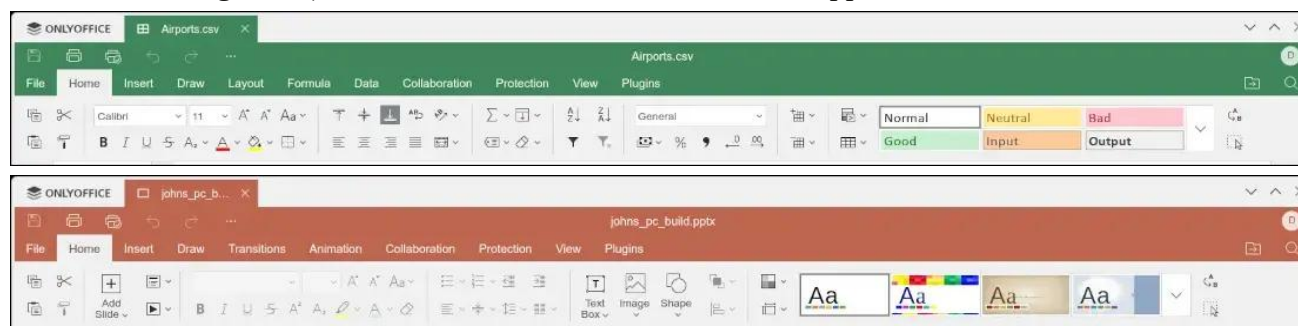 ONLYOFFICE Airports.csv
Airports.csv D
File Home Insert Draw Layout Formula Data Collaboration Protection View Plugins
Calibri 11 A A Aa General Normal Neutral Bad
B I U S A A % Good Input Output
ONLYOFFICE johns_pc_b...
johns_pc_build.pptx D
File Home Insert Draw Transitions Animation Collaboration Protection View Plugins
A A Aa
Add Slide Text Box Image Shape Aa Aa Aa Aa
B I U S A A A